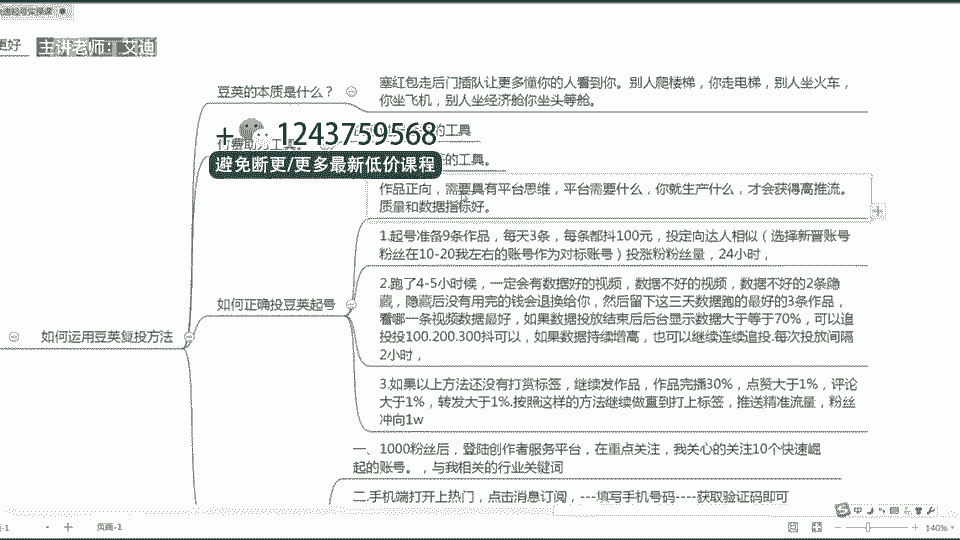 更好
主讲老师：艾迪
豆荚的本质是什么？
塞红包走后门插队让更多懂你的人看到你。别人爬楼梯，你走电梯，别人坐火车，
你坐飞机，别人坐经济舱你坐头等舱。
+ 1243759568
的工具
付费助力工具。
避免断更/更多最新低价课程
的工具。
作品正向，需要具有平台思维，平台需要什么，你就生产什么，才会获得高推流。
质量和数据指标好。
1.起号准备9条作品，每天3条，每条都抖100元，投定向达人相似（选择新晋账号
粉丝在10-20我左右的账号作为对标账号）投涨粉粉丝量，24小时，
如何正确投豆荚起号
2.跑了4-5小时候，一定会有数据好的视频，数据不好的视频，数据不好的2条隐
藏，隐藏后没有用完的钱会退换给你，然后留下这三天数据跑的最好的3条作品，
看哪一条视频数据最好，如果数据投放结束后后台显示数据大于等于70%，可以追
投投100.200.300抖可以，如果数据持续增高，也可以继续连续追投.每次投放间隔
2小时，
如何运用豆荚复投方法
3.如果以上方法还没有打赏标签，继续发作品，作品完播30%，点赞大于1%，评论
大于1%，转发大于1%.按照这样的方法继续做直到打上标签，推送精准流量，粉丝
冲向1w
一、1000粉丝后，登陆创作者服务平台，在重点关注，我关心的关注10个快速崛
起的账号。，与我相关的行业关键词
二.手机端打开上热门，点击消息订阅，---填写手机号码----获取验证码即可
页面-1
140%